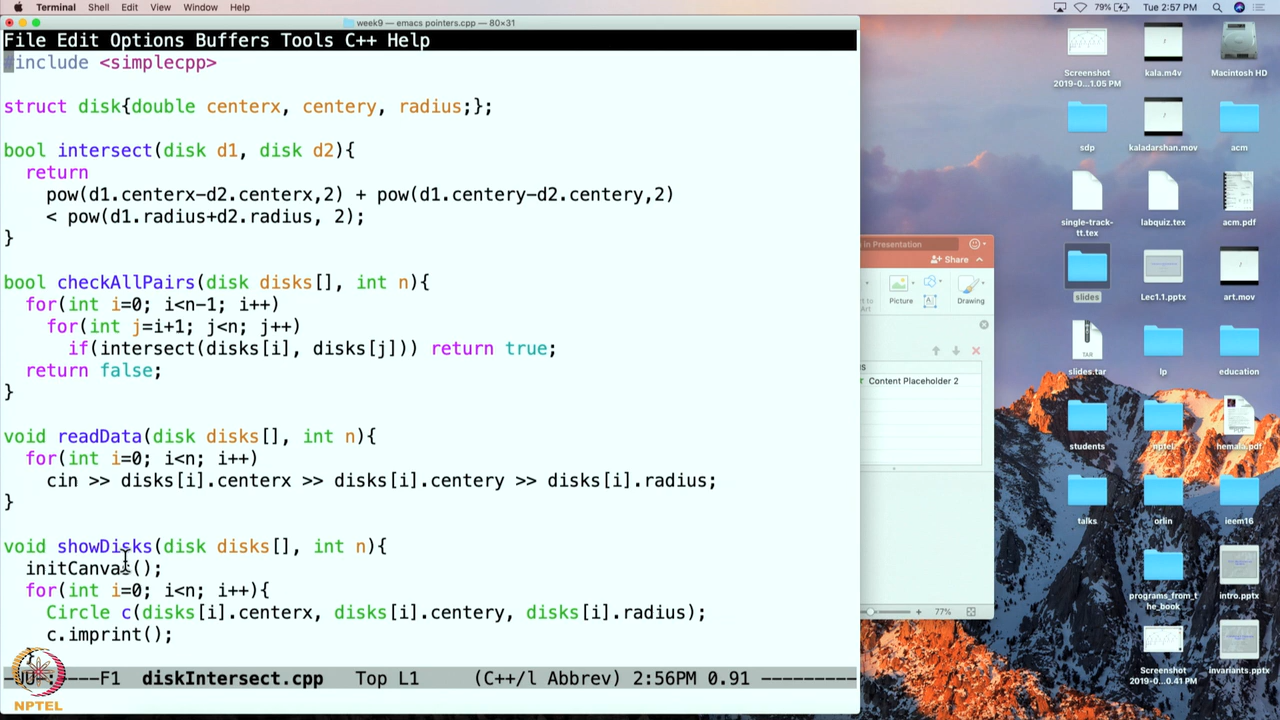 Terminal Shell Edit View Window Help
79% Tue 2:57 PM
week9 — emacs pointers.cpp — 80×31
File Edit Options Buffers Tools C++ Help
#include <simplecpp>
struct disk{double centerx, centery, radius;};
bool intersect(disk d1, disk d2){
return
pow(d1.centerx-d2.centerx,2) + pow(d1.centery-d2.centery,2)
< pow(d1.radius+d2.radius, 2);
}
bool checkAllPairs(disk disks[], int n){
for(int i=0; i<n-1; i++)
for(int j=i+1; j<n; j++)
if(intersect(disks[i], disks[j])) return true;
return false;
}
void readData(disk disks[], int n){
for(int i=0; i<n; i++)
cin >> disks[i].centerx >> disks[i].centery >> disks[i].radius;
}
void showDisks(disk disks[], int n){
initCanvas();
for(int i=0; i<n; i++){
Circle c(disks[i].centerx, disks[i].centery, disks[i].radius);
c.imprint();
----F1 diskIntersect.cpp Top L1 (C++/l Abbrev) 2:56PM 0.91 ---------
NPTEL
in Presentation
Share
Picture
Drawing
Content Placeholder 2
77%
Screenshot
2019-0...1.05 PM
kala.m4v
Macintosh HD
sdp
kaladarshan.mov
acm
single-track-
tt.tex
labquiz.tex
acm.pdf
slides
Lec1.1.pptx
art.mov
TAR
slides.tar
lp
education
students
nptel
hemala.pdf
talks
orlin
ieem16
programs_from_t
he_book
intro.pptx
Screenshot
2019-0...0.41 PM
invariants.pptx